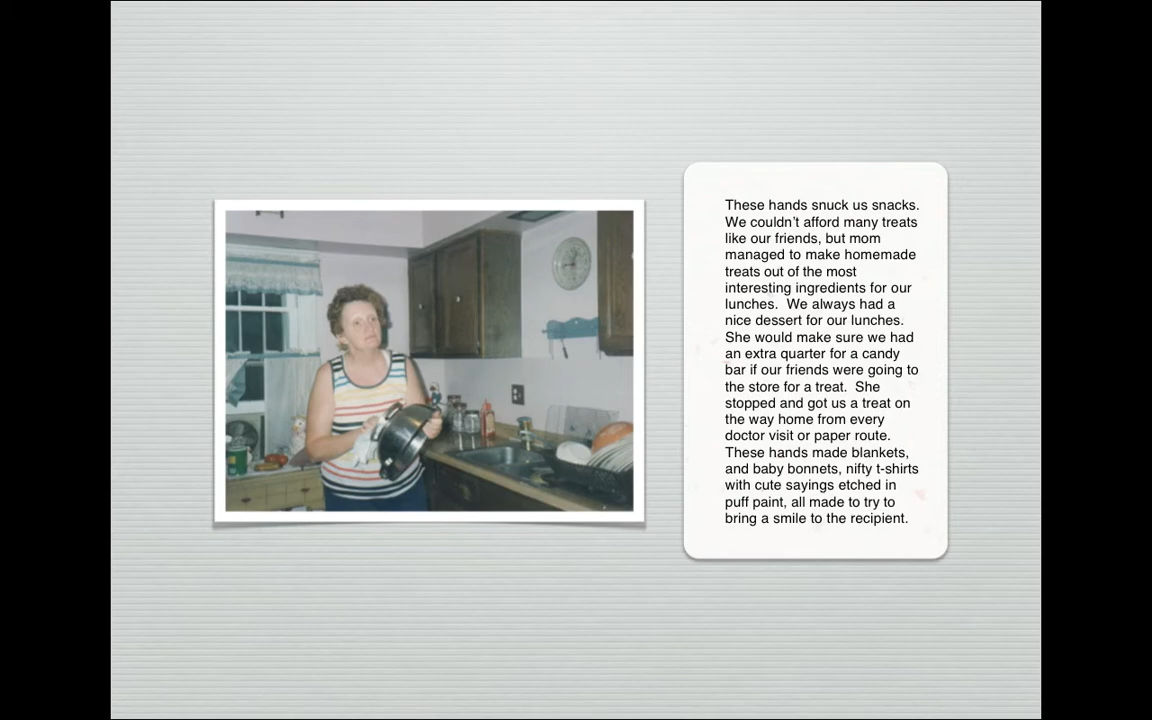 These hands snuck us snacks.
We couldn't afford many treats
like our friends, but mom
managed to make homemade
treats out of the most
interesting ingredients for our
lunches.  We always had a
nice dessert for our lunches.
She would make sure we had
an extra quarter for a candy
bar if our friends were going to
the store for a treat.  She
stopped and got us a treat on
the way home from every
doctor visit or paper route.
These hands made blankets,
and baby bonnets, nifty t-shirts
with cute sayings etched in
puff paint, all made to try to
bring a smile to the recipient.